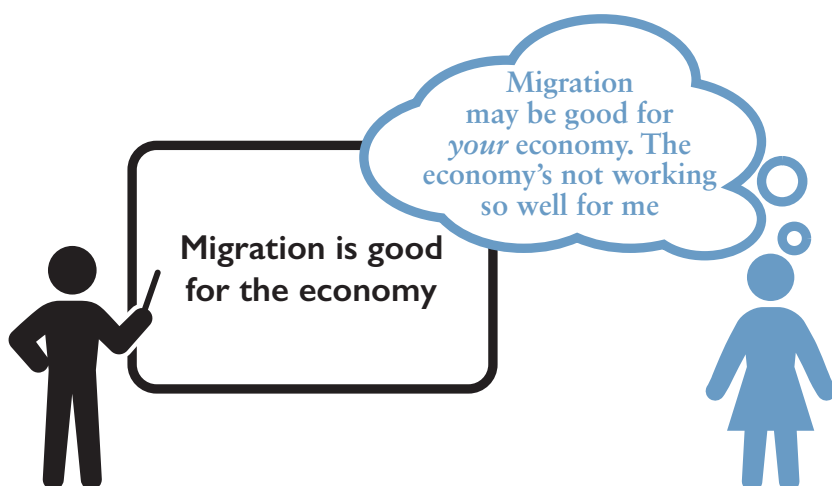 Migration
may be good for
your economy. The
economy’s not working
so well for me
Migration is good
for the economy